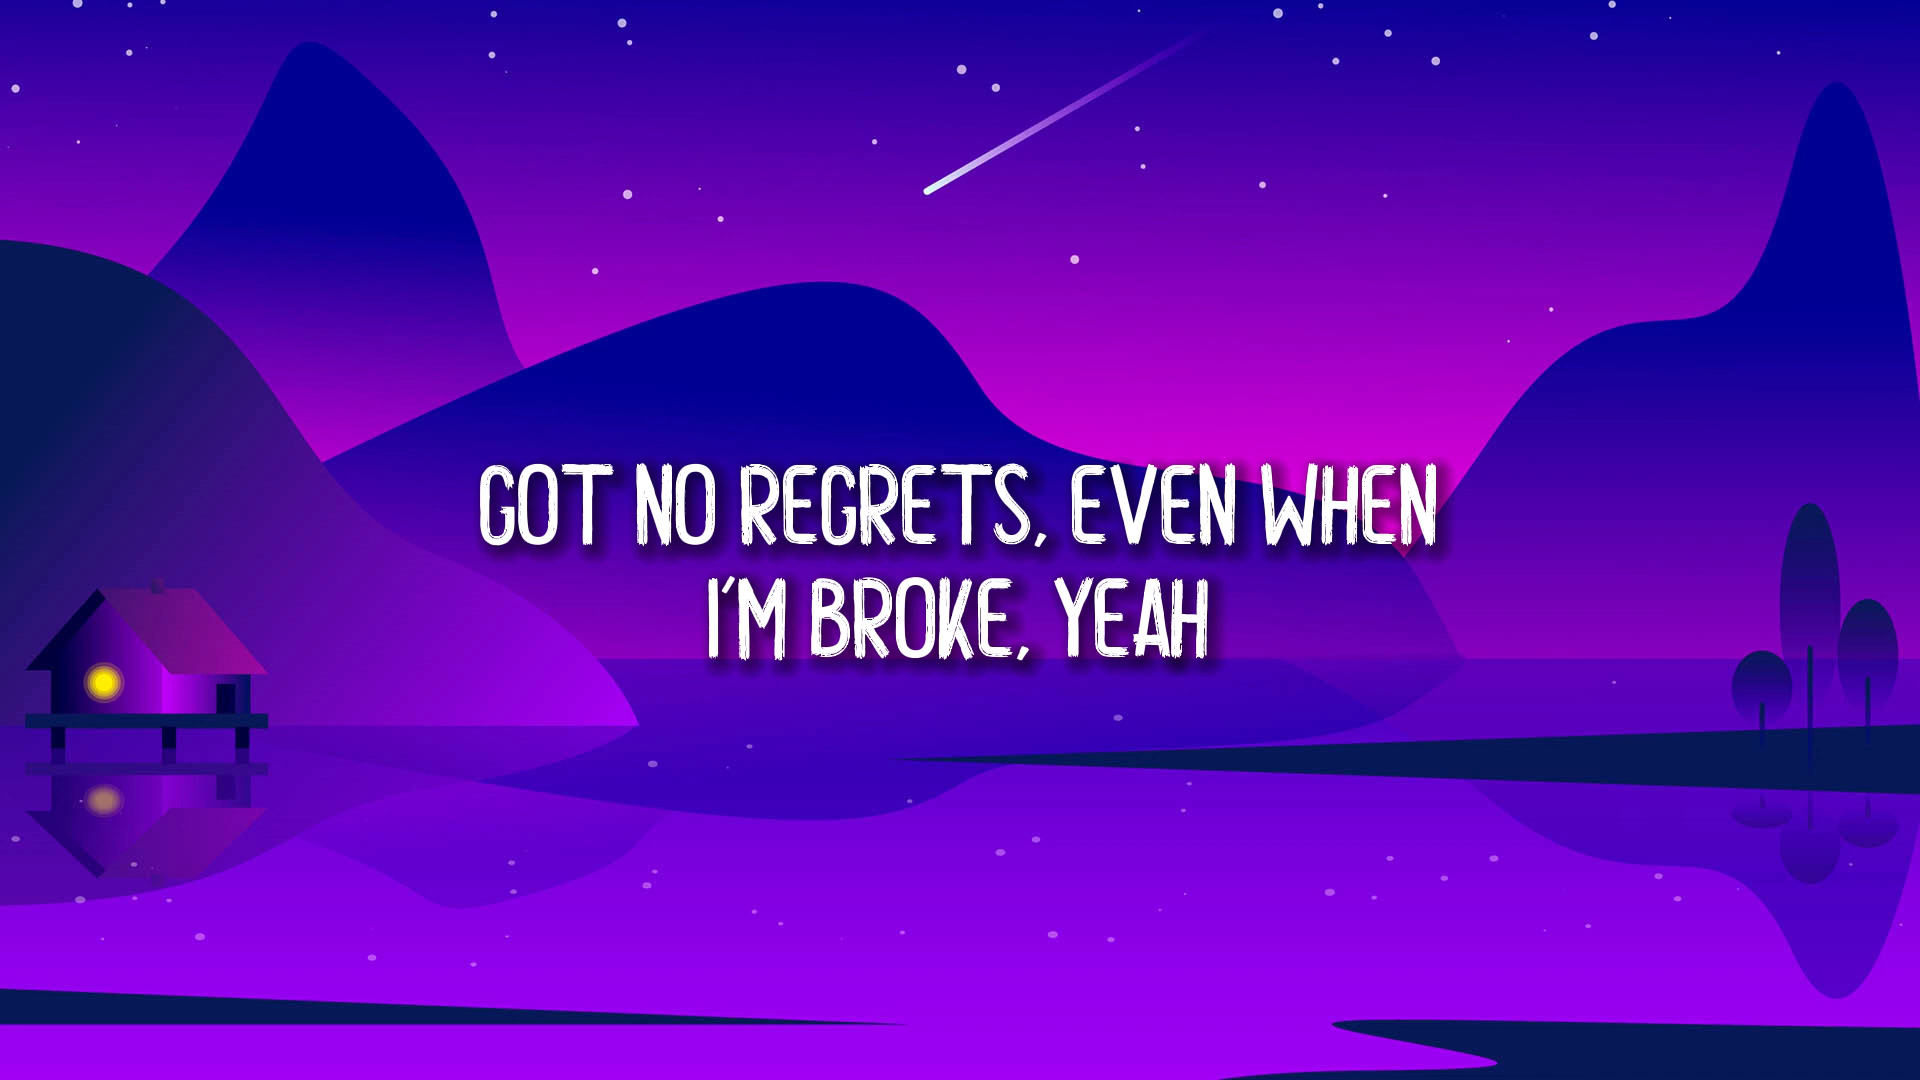 GOT NO REGRETS, EVEN WHEN
I'M BROKE, YEAH